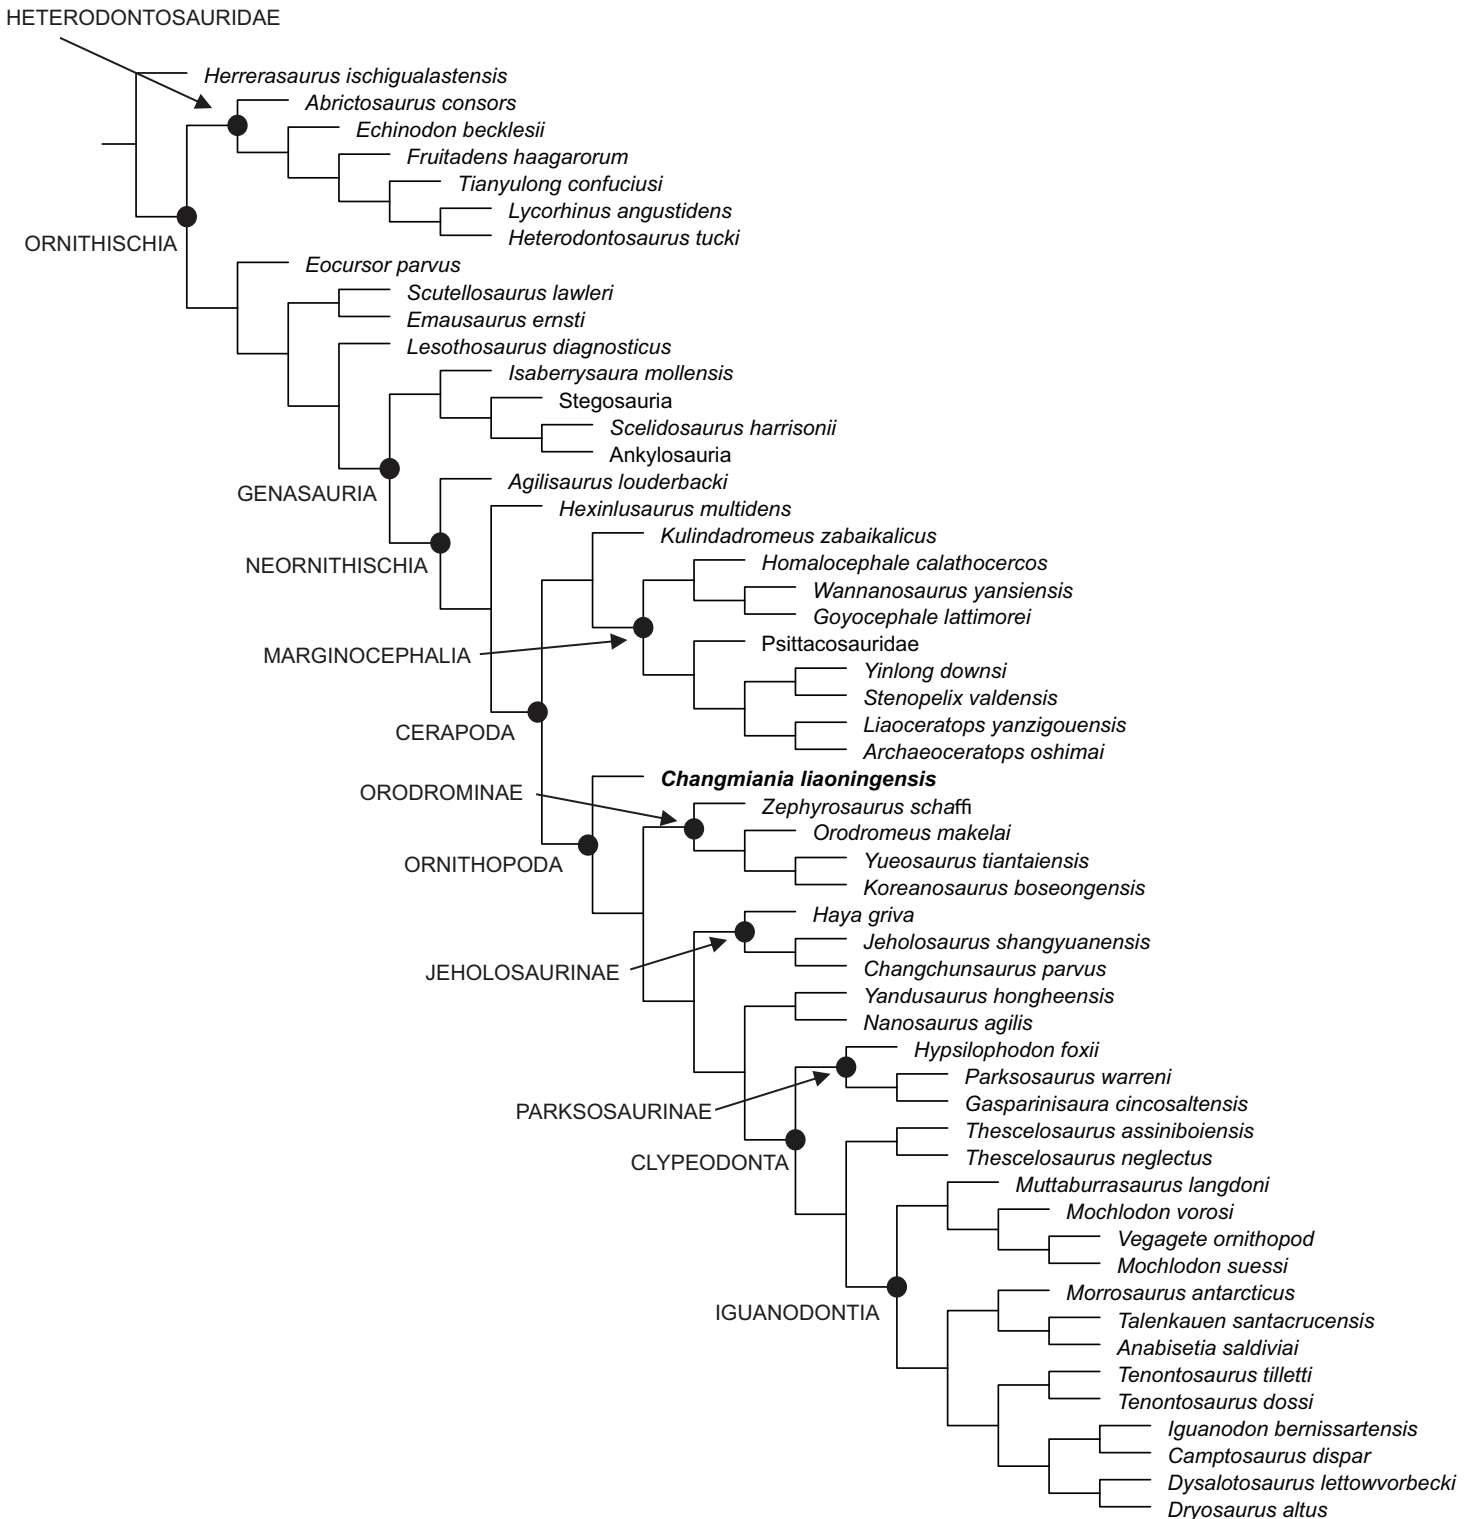 HETERODONTOSAURIDAE
Herrerasaurus ischigualastensis
Abrictosaurus consors
Echinodon becklesii
Fruitadens haagarorum
Tianyulong confuciusi
Lycorhinus angustidens
Heterodontosaurus tucki
ORNITHISCHIA
Eocursor parvus
Scutellosaurus lawleri
Emausaurus ernsti
Lesothosaurus diagnosticus
Isaberrysaura mollensis
Stegosauria
Scelidosaurus harrisonii
Ankylosauria
Agilisaurus louderbacki
GENASAURIA
Hexinlusaurus multidens
Kulindadromeus zabaikalicus
NEORNITHISCHIA
Homalocephale calathocercos
Wannanosaurus yansiensis
Goyocephale lattimorei
Psittacosauridae
MARGINOCEPHALIA
Yinlong downsi
Stenopelix valdensis
Liaoceratops yanzigouensis
CERAPODA
Archaeoceratops oshimai
Changmiania liaoningensis
ORODROMINAE
Zephyrosaurus schaffi
Orodromeus makelai
Yueosaurus tiantaiensis
ORNITHOPODA
Koreanosaurus boseongensis
Haya griva
Jeholosaurus shangyuanensis
JEHOLOSAURINAE
Changchunsaurus parvus
Yandusaurus hongheensis
Nanosaurus agilis
Hypsilophodon foxii
Parksosaurus warreni
Gasparinisaura cincosaltensis
PARKSOSAURINAE
Thescelosaurus assiniboiensis
Thescelosaurus neglectus
CLYPEODONTA
Muttaburrasaurus langdoni
Mochlodon vorosi
Vegagete ornithopod
Mochlodon suessi
Morrosaurus antarcticus
IGUANODONTIA
Talenkauen santacrucensis
Anabisetia saldiviai
Tenontosaurus tilletti
Tenontosaurus dossi
Iguanodon bernissartensis
Camptosaurus dispar
Dysalotosaurus lettowvorbecki
Dryosaurus altus